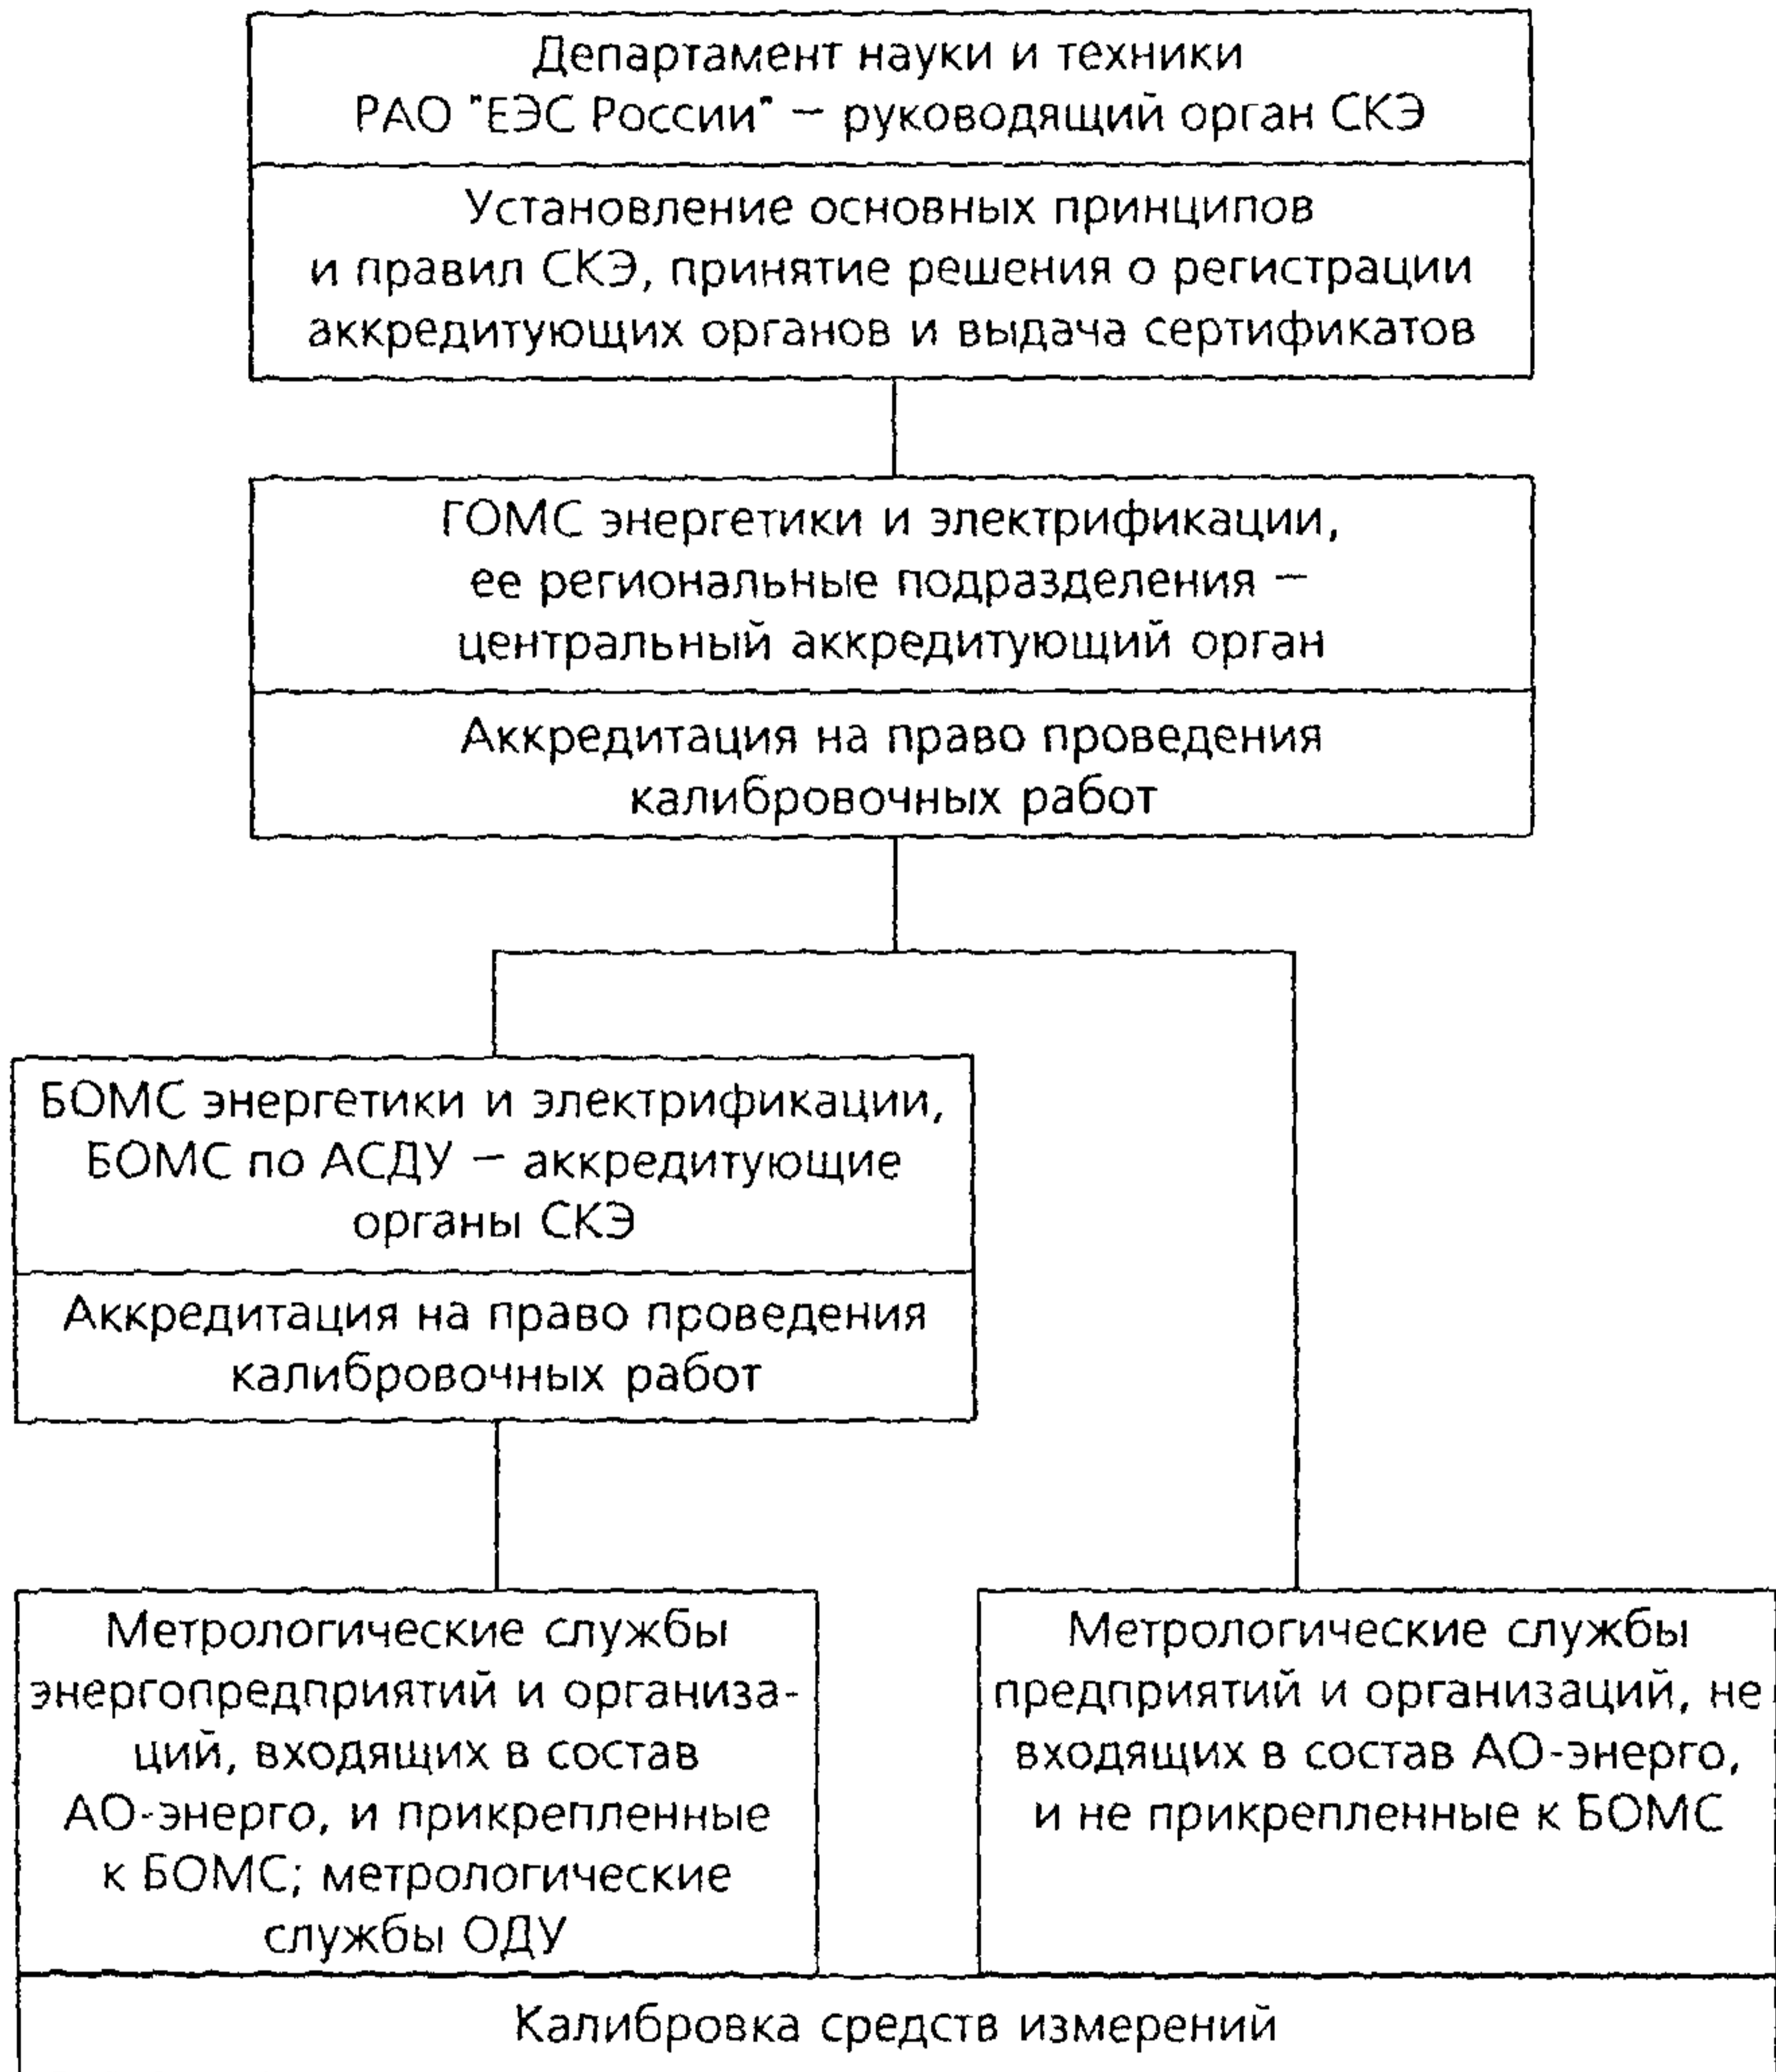 Департамент науки и техники
РАО "ЕЭС России" — руководящий орган СКЭ
Установление основных принципов
и правил СКЭ, принятие решения о регистрации
аккредитующих органов и выдача сертификатов
ГОМС энергетики и электрификации,
ее региональные подразделения —
центральный аккредитующий орган
Аккредитация на право проведения
калибровочных работ
БОМС энергетики и электрификации,
БОМС по АСДУ — аккредитующие
органы СКЭ
Аккредитация на право проведения
калибровочных работ
Метрологические службы
энергопредприятий и организа-
ций, входящих в состав
АО-энерго, и прикрепленные
к БОМС; метрологические
службы ОДУ
Метрологические службы
предприятий и организаций, не
входящих в состав АО-энерго,
и не прикрепленные к БОМС
Калибровка средств измерений